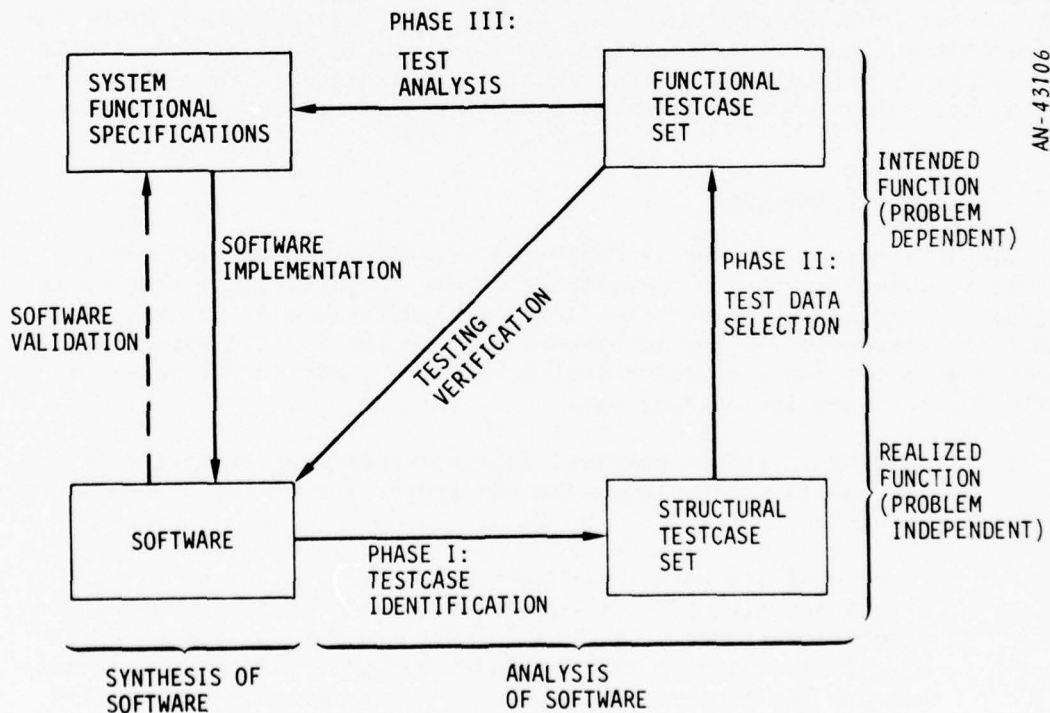 PHASE III:
TEST
ANALYSIS
SYSTEM
FUNCTIONAL
SPECIFICATIONS
FUNCTIONAL
TESTCASE
SET
AN-43106
INTENDED
FUNCTION
(PROBLEM
DEPENDENT)
SOFTWARE
IMPLEMENTATION
PHASE II:
TEST DATA
SELECTION
SOFTWARE
VALIDATION
TESTING
VERIFICATION
REALIZED
FUNCTION
(PROBLEM
INDEPENDENT)
SOFTWARE
STRUCTURAL
TESTCASE
SET
PHASE I:
TESTCASE
IDENTIFICATION
SYNTHESIS OF
SOFTWARE
ANALYSIS
OF SOFTWARE